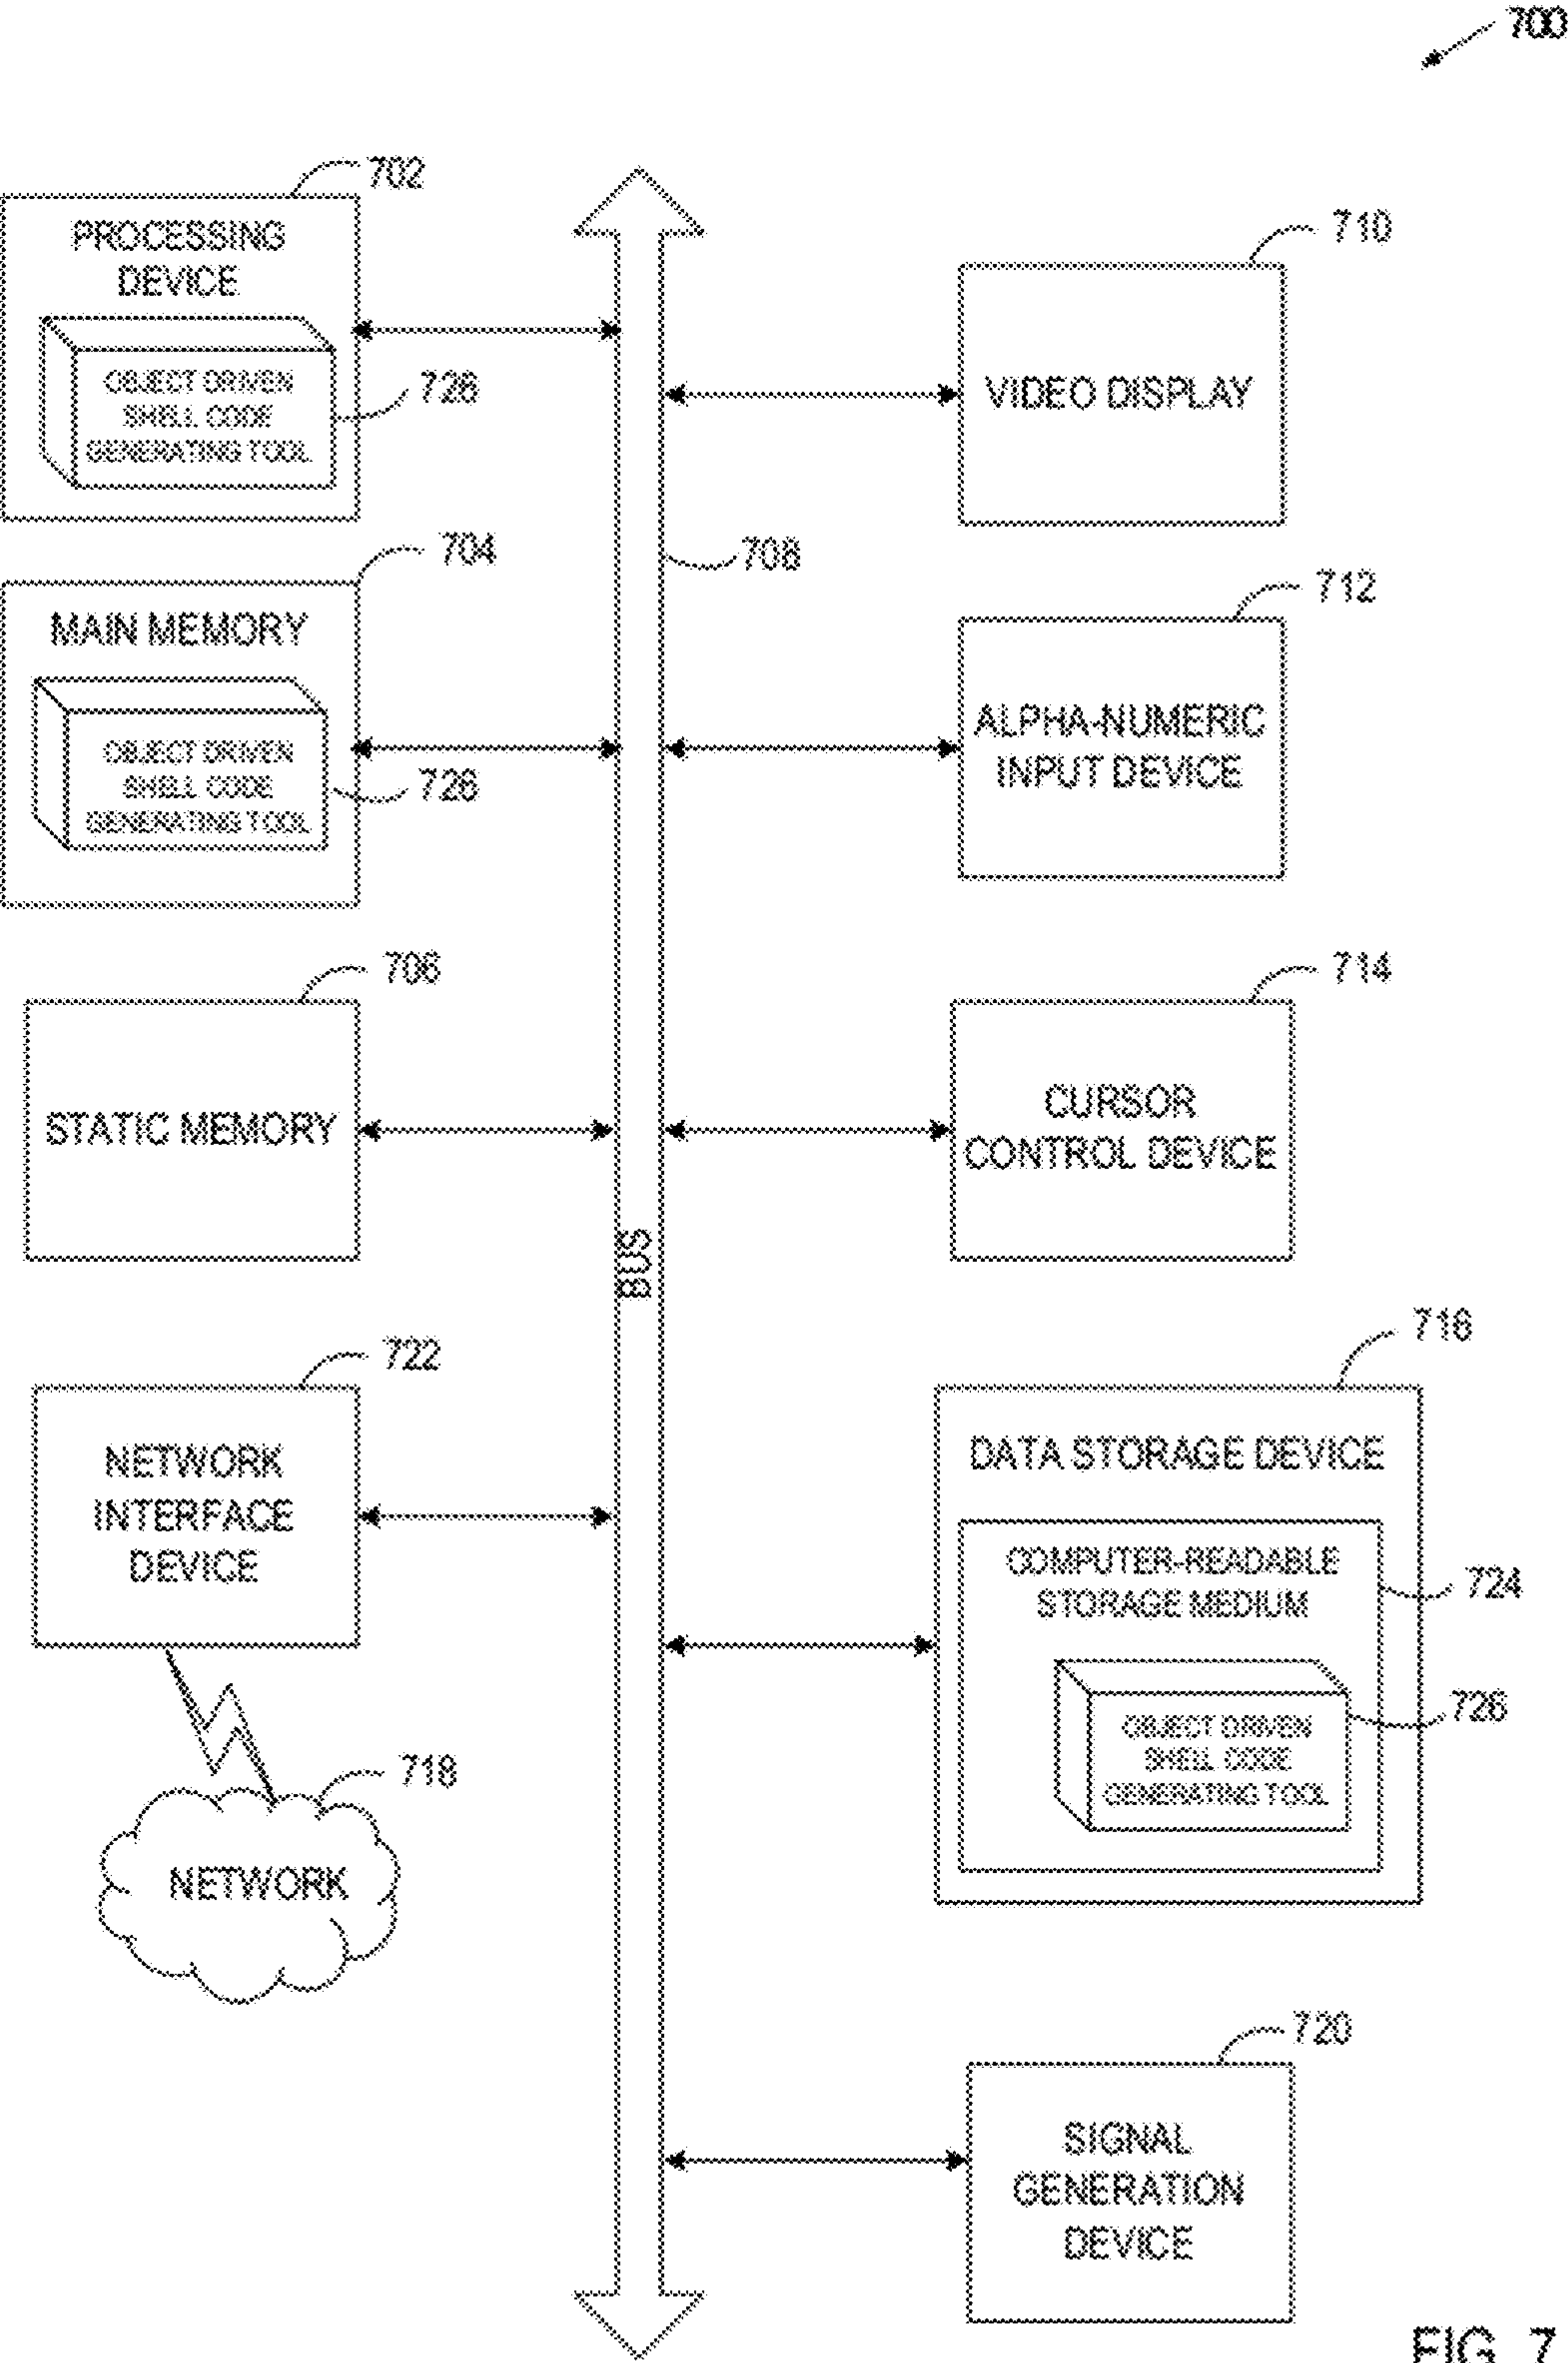 700
702
PROCESSING
DEVICE
OBJECT DRIVEN
SHELL CODE
GENERATING TOOL
726
704
MAIN MEMORY
OBJECT DRIVEN
SHELL CODE
GENERATING TOOL
726
706
STATIC MEMORY
722
NETWORK
INTERFACE
DEVICE
718
NETWORK
BUS
708
710
VIDEO DISPLAY
712
ALPHA-NUMERIC
INPUT DEVICE
714
CURSOR
CONTROL DEVICE
716
DATA STORAGE DEVICE
COMPUTER-READABLE
STORAGE MEDIUM
724
OBJECT DRIVEN
SHELL CODE
GENERATING TOOL
726
720
SIGNAL
GENERATION
DEVICE
FIG. 7